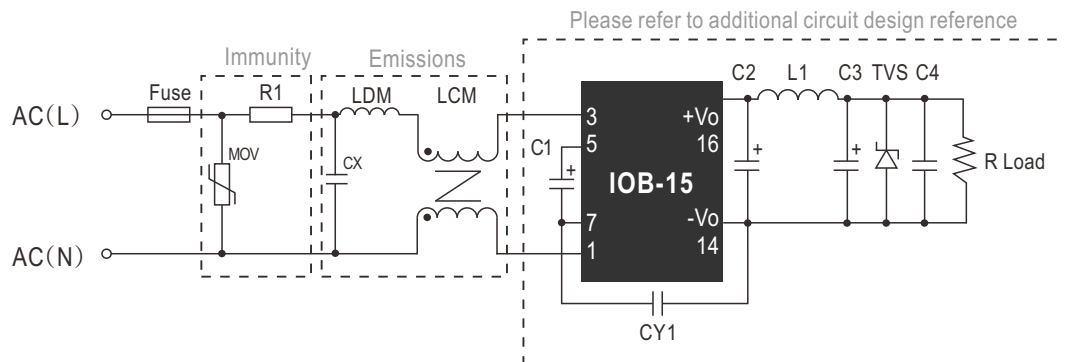 Please refer to additional circuit design reference
Immunity
Emissions
Fuse
R1
LDM
LCM
C2
L1
C3
TVS
C4
AC(L)
3
+Vo
MOV
C1
5
16
CX
+
+
+
R Load
IOB-15
7
-Vo
AC(N)
1
14
CY1